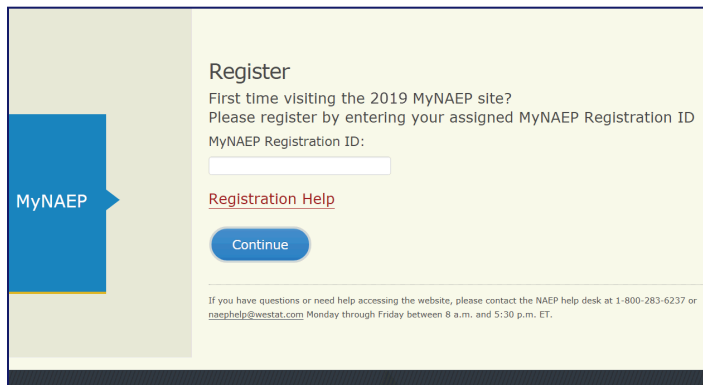 Register
First time visiting the 2019 MyNAEP site?
Please register by entering your assigned MyNAEP Registration ID
MyNAEP Registration ID:
MyNAEP
Registration Help
Continue
If you have questions or need help accessing the website, please contact the NAEP help desk at 1-800-283-6237 or
naephelp@westat.com Monday through Friday between 8 a.m. and 5:30 p.m. ET.